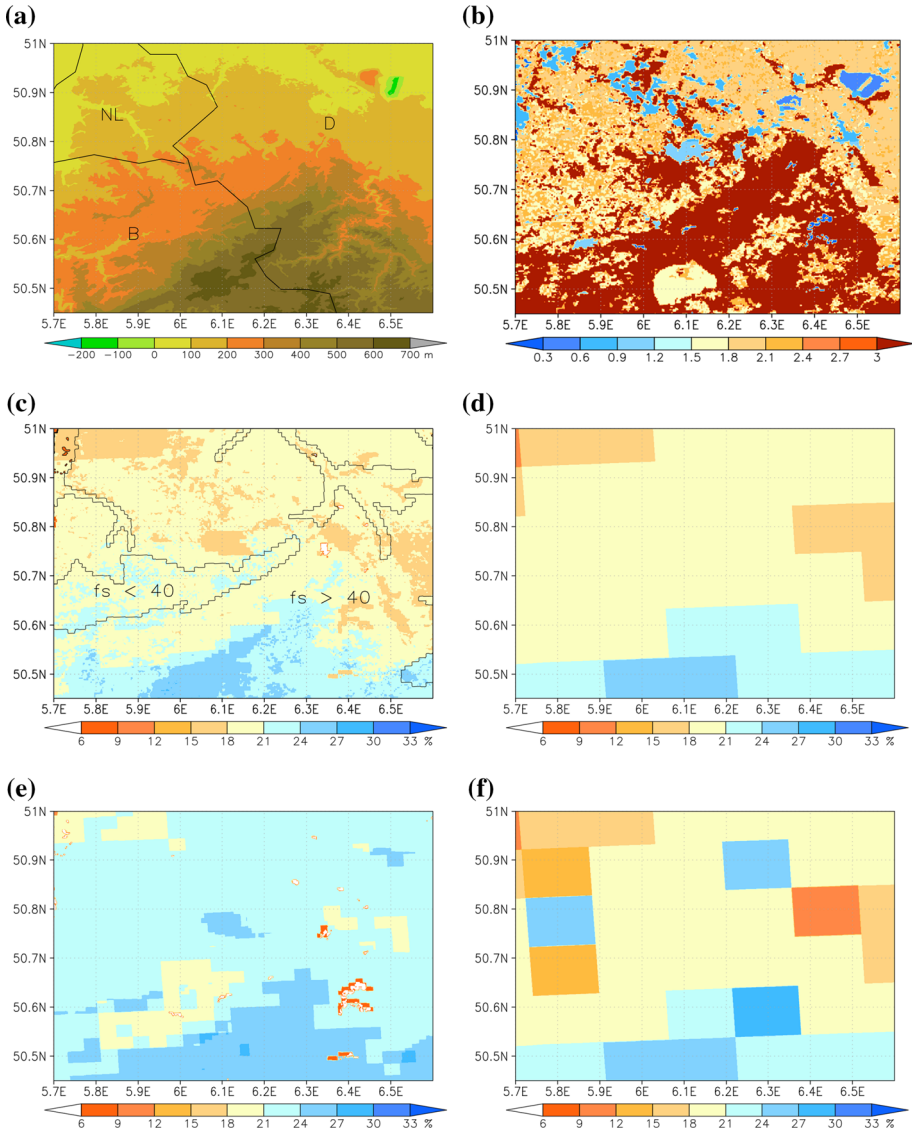 (a)
51N
50.9N
50.8N
50.7N
50.6N
50.5N
NL
D
B
5.7E 5.8E 5.9E 6E 6.1E 6.2E 6.3E 6.4E 6.5E
−200 −100 0 100 200 300 400 500 600 700 m
(b)
51N
50.9N
50.8N
50.7N
50.6N
50.5N
5.7E 5.8E 5.9E 6E 6.1E 6.2E 6.3E 6.4E 6.5E
0.3 0.6 0.9 1.2 1.5 1.8 2.1 2.4 2.7 3
(c)
51N
50.9N
50.8N
50.7N
50.6N
50.5N
fs < 40
fs > 40
5.7E 5.8E 5.9E 6E 6.1E 6.2E 6.3E 6.4E 6.5E
6 9 12 15 18 21 24 27 30 33 %
(d)
51N
50.9N
50.8N
50.7N
50.6N
50.5N
5.7E 5.8E 5.9E 6E 6.1E 6.2E 6.3E 6.4E 6.5E
6 9 12 15 18 21 24 27 30 33 %
(e)
51N
50.9N
50.8N
50.7N
50.6N
50.5N
5.7E 5.8E 5.9E 6E 6.1E 6.2E 6.3E 6.4E 6.5E
6 9 12 15 18 21 24 27 30 33 %
(f)
51N
50.9N
50.8N
50.7N
50.6N
50.5N
5.7E 5.8E 5.9E 6E 6.1E 6.2E 6.3E 6.4E 6.5E
6 9 12 15 18 21 24 27 30 33 %